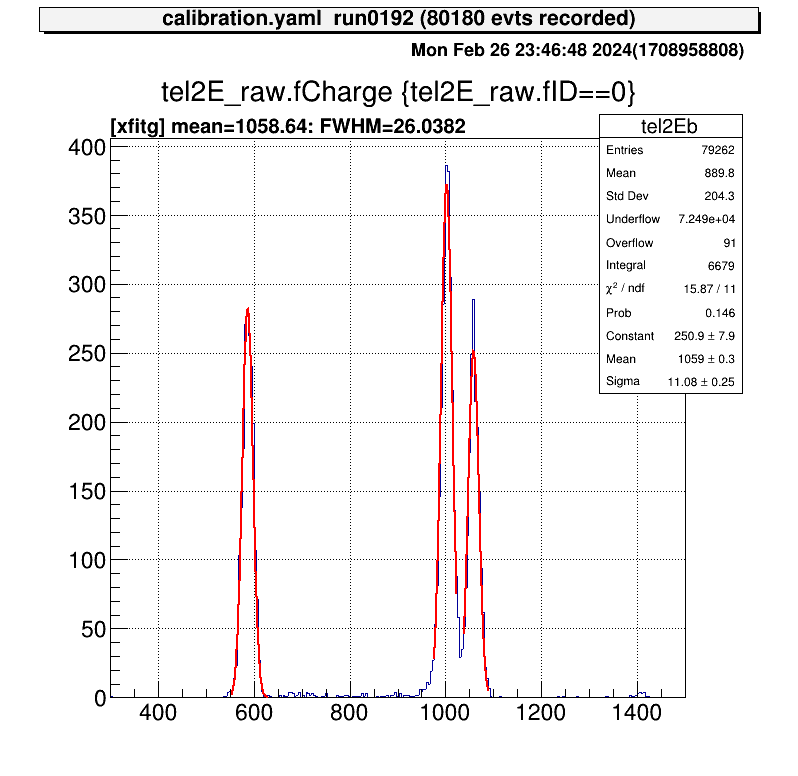 calibration.yaml run0192 (80180 evts recorded)
Mon Feb 26 23:46:48 2024(1708958808)
tel2E_raw.fCharge {tel2E_raw.fID==0}
[xfitg] mean=1058.64: FWHM=26.0382
tel2Eb
Entries 79262
Mean 889.8
Std Dev 204.3
Underflow 7.249e+04
Overflow 91
Integral 6679
χ² / ndf 15.87 / 11
Prob 0.146
Constant 250.9 ± 7.9
Mean 1059 ± 0.3
Sigma 11.08 ± 0.25
400
350
300
250
200
150
100
50
0
400 600 800 1000 1200 1400